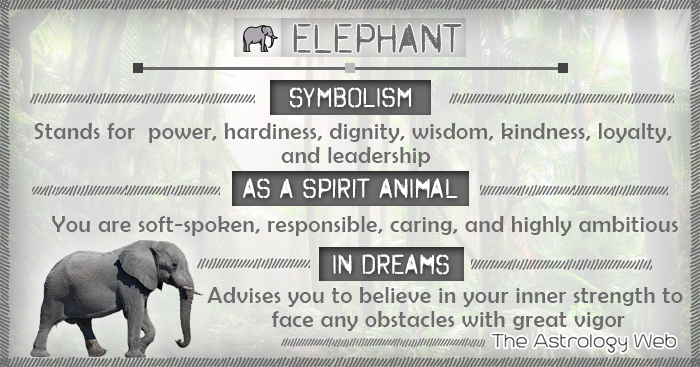 ELEPHANT
SYMBOLISM
Stands for power, hardiness, dignity, wisdom, kindness, loyalty,
and leadership
AS A SPIRIT ANIMAL
You are soft-spoken, responsible, caring, and highly ambitious
IN DREAMS
Advises you to believe in your inner strength to
face any obstacles with great vigor
The Astrology Web